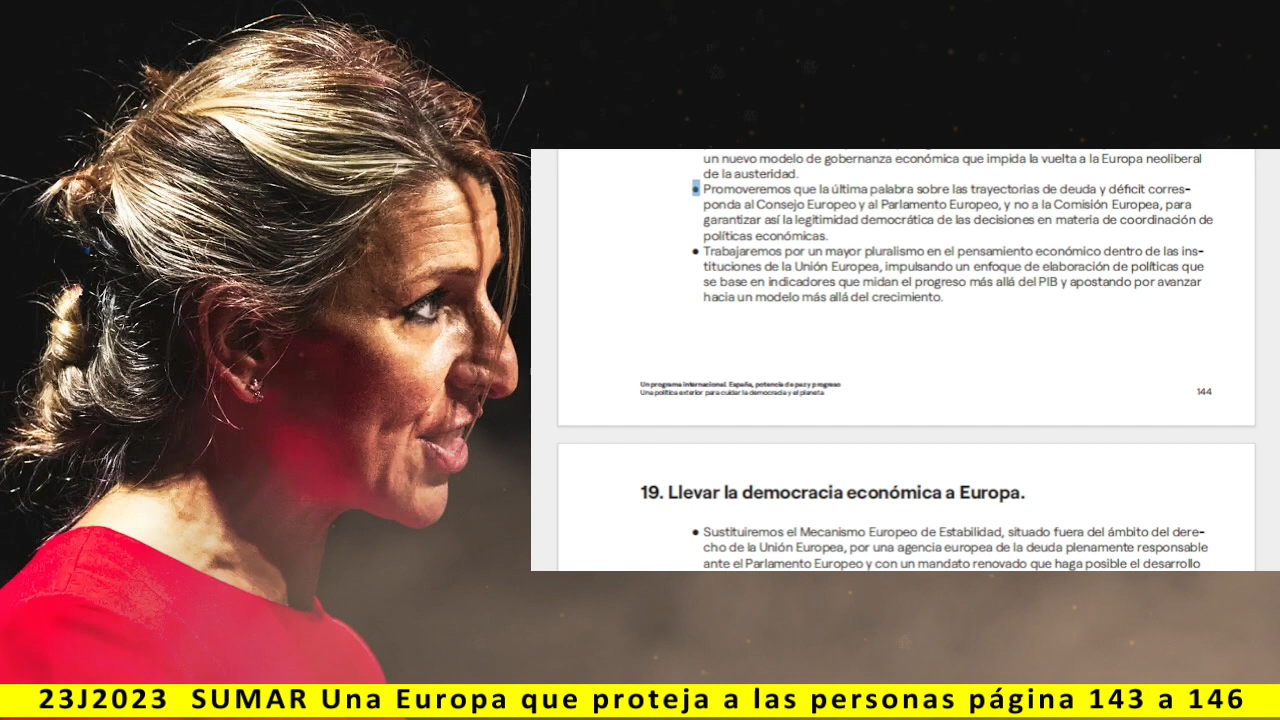 un nuevo modelo de gobernanza económica que impida la vuelta a la Europa neoliberal
de la austeridad.
● Promoveremos que la última palabra sobre las trayectorias de deuda y déficit corres-
ponda al Consejo Europeo y al Parlamento Europeo, y no a la Comisión Europea, para
garantizar así la legitimidad democrática de las decisiones en materia de coordinación de
políticas económicas.
● Trabajaremos por un mayor pluralismo en el pensamiento económico dentro de las ins-
tituciones de la Unión Europea, impulsando un enfoque de elaboración de políticas que
se base en indicadores que midan el progreso más allá del PIB y apostando por avanzar
hacia un modelo más allá del crecimiento.
Un programa internacional. España, potencia de paz y progreso
Una política exterior para cuidar la democracia y el planeta
144
19. Llevar la democracia económica a Europa.
● Sustituiremos el Mecanismo Europeo de Estabilidad, situado fuera del ámbito del dere-
cho de la Unión Europea, por una agencia europea de la deuda plenamente responsable
ante el Parlamento Europeo y con un mandato renovado que haga posible el desarrollo
23J2023 SUMAR Una Europa que proteja a las personas página 143 a 146